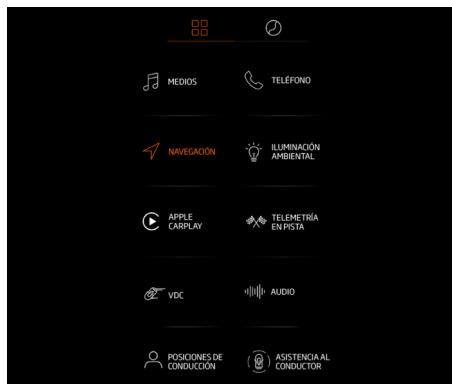 MEDIOS
TELÉFONO
NAVEGACIÓN
ILUMINACIÓN
AMBIENTAL
APPLE
CARPLAY
TELEMETRÍA
EN PISTA
VDC
AUDIO
POSICIONES DE
CONDUCCIÓN
ASISTENCIA AL
CONDUCTOR